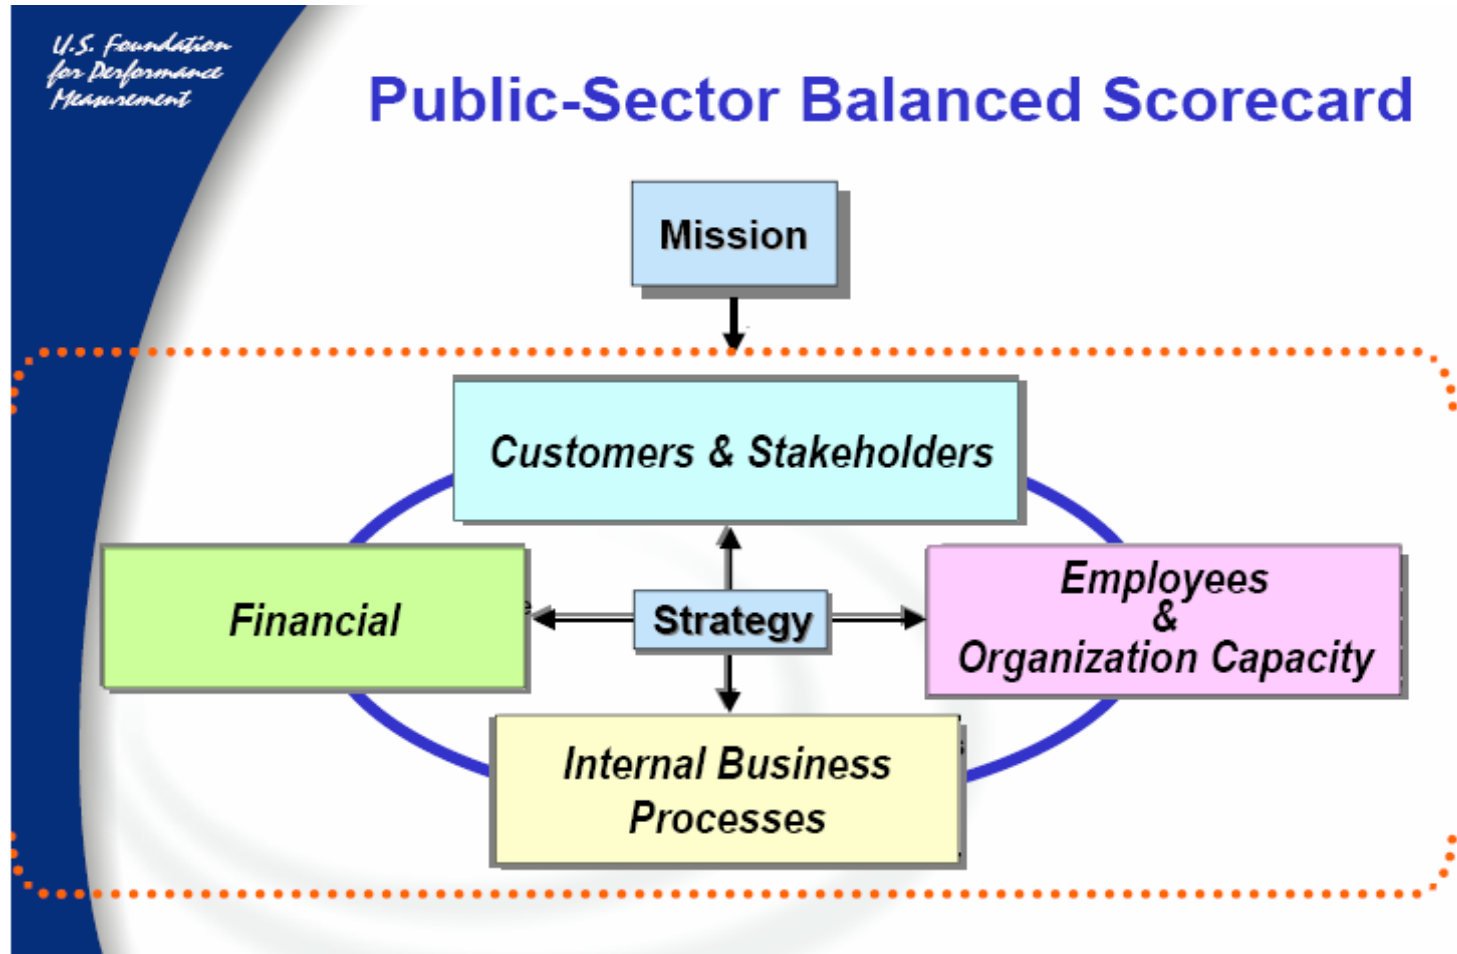 U.S. Foundation
for Performance
Measurement
Public-Sector Balanced Scorecard
Mission
Customers & Stakeholders
Financial
Strategy
Employees
&
Organization Capacity
Internal Business
Processes